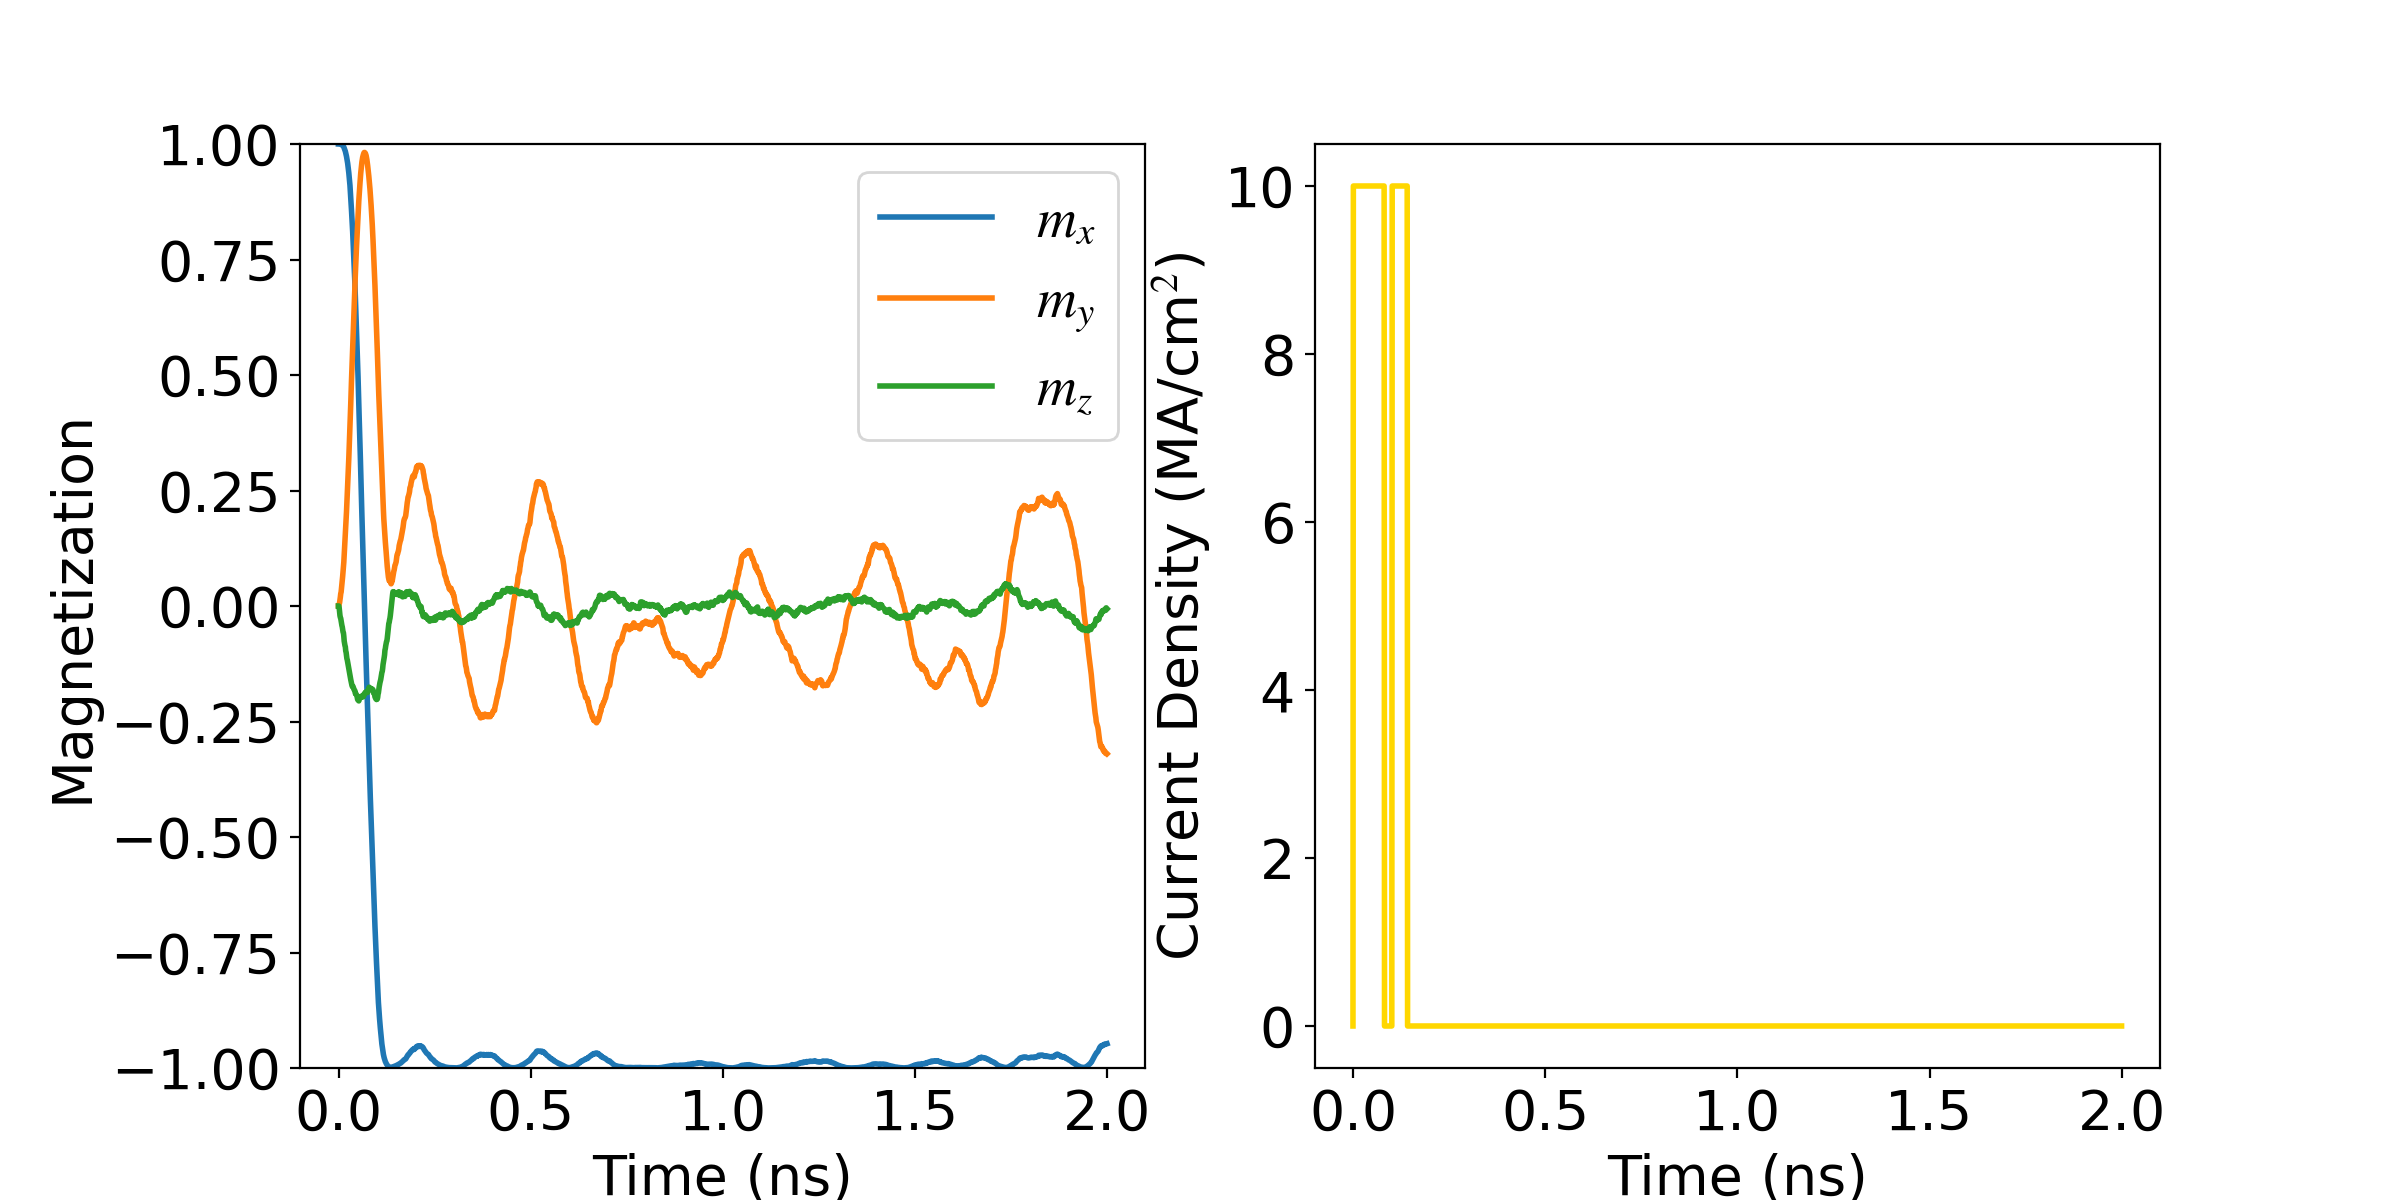 Magnetization
1.00
0.75
0.50
0.25
0.00
−0.25
−0.50
−0.75
−1.00
0.0 0.5 1.0 1.5 2.0
Time (ns)
m_x
m_y
m_z
Current Density (MA/cm²)
10
8
6
4
2
0
0.0 0.5 1.0 1.5 2.0
Time (ns)